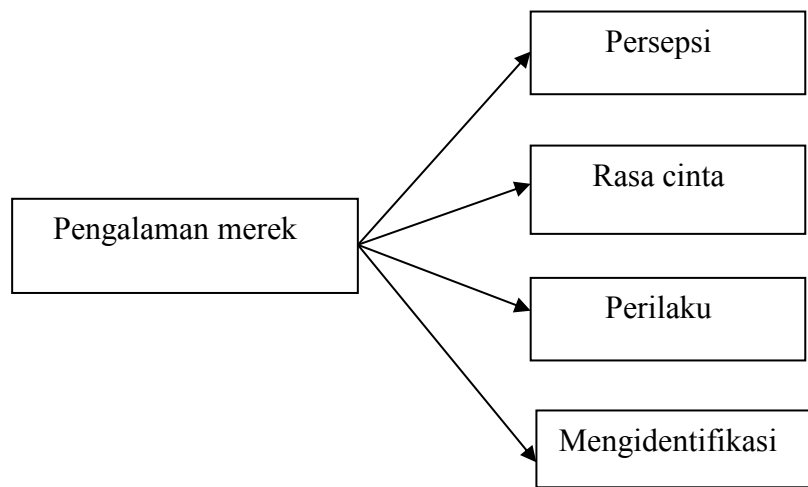 Persepsi
Rasa cinta
Pengalaman merek
Perilaku
Mengidentifikasi